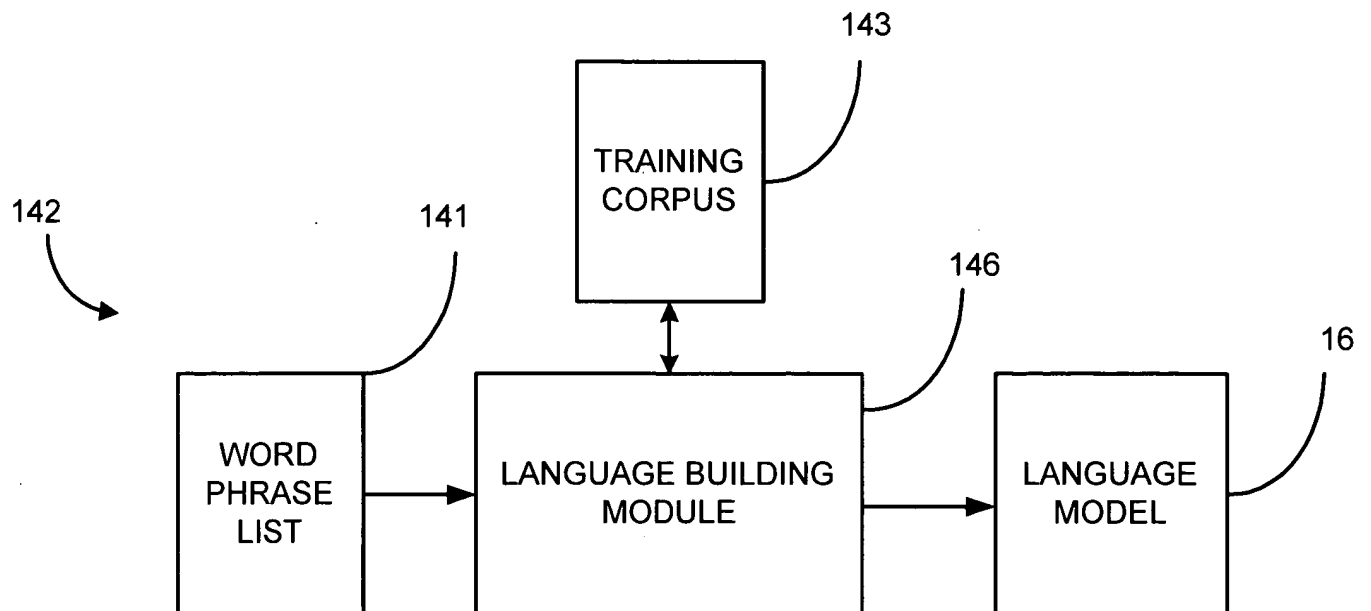 143
TRAINING
CORPUS
142
141
146
16
WORD
PHRASE
LIST
LANGUAGE BUILDING
MODULE
LANGUAGE
MODEL